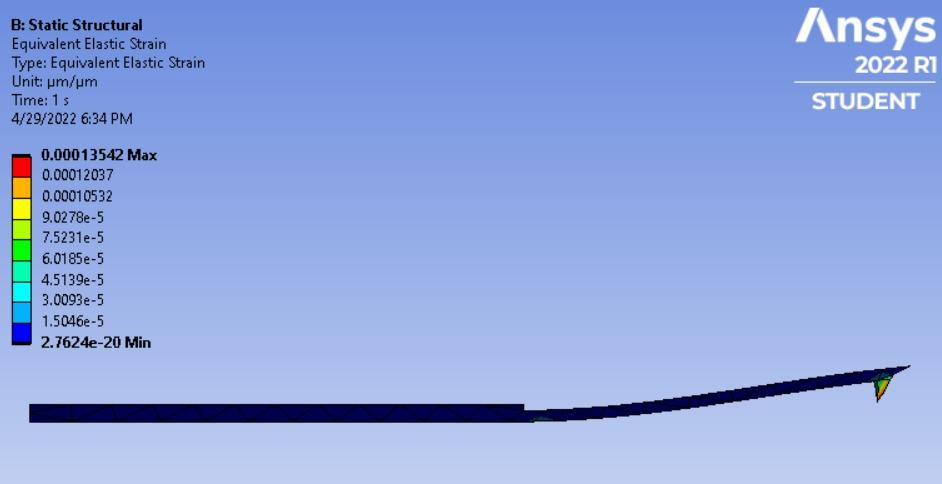 B: Static Structural
Equivalent Elastic Strain
Type: Equivalent Elastic Strain
Unit: µm/µm
Time: 1 s
4/29/2022 6:34 PM
0.00013542 Max
0.00012037
0.00010532
9.0278e-5
7.5231e-5
6.0185e-5
4.5139e-5
3.0093e-5
1.5046e-5
2.7624e-20 Min
Ansys
2022 R1
STUDENT